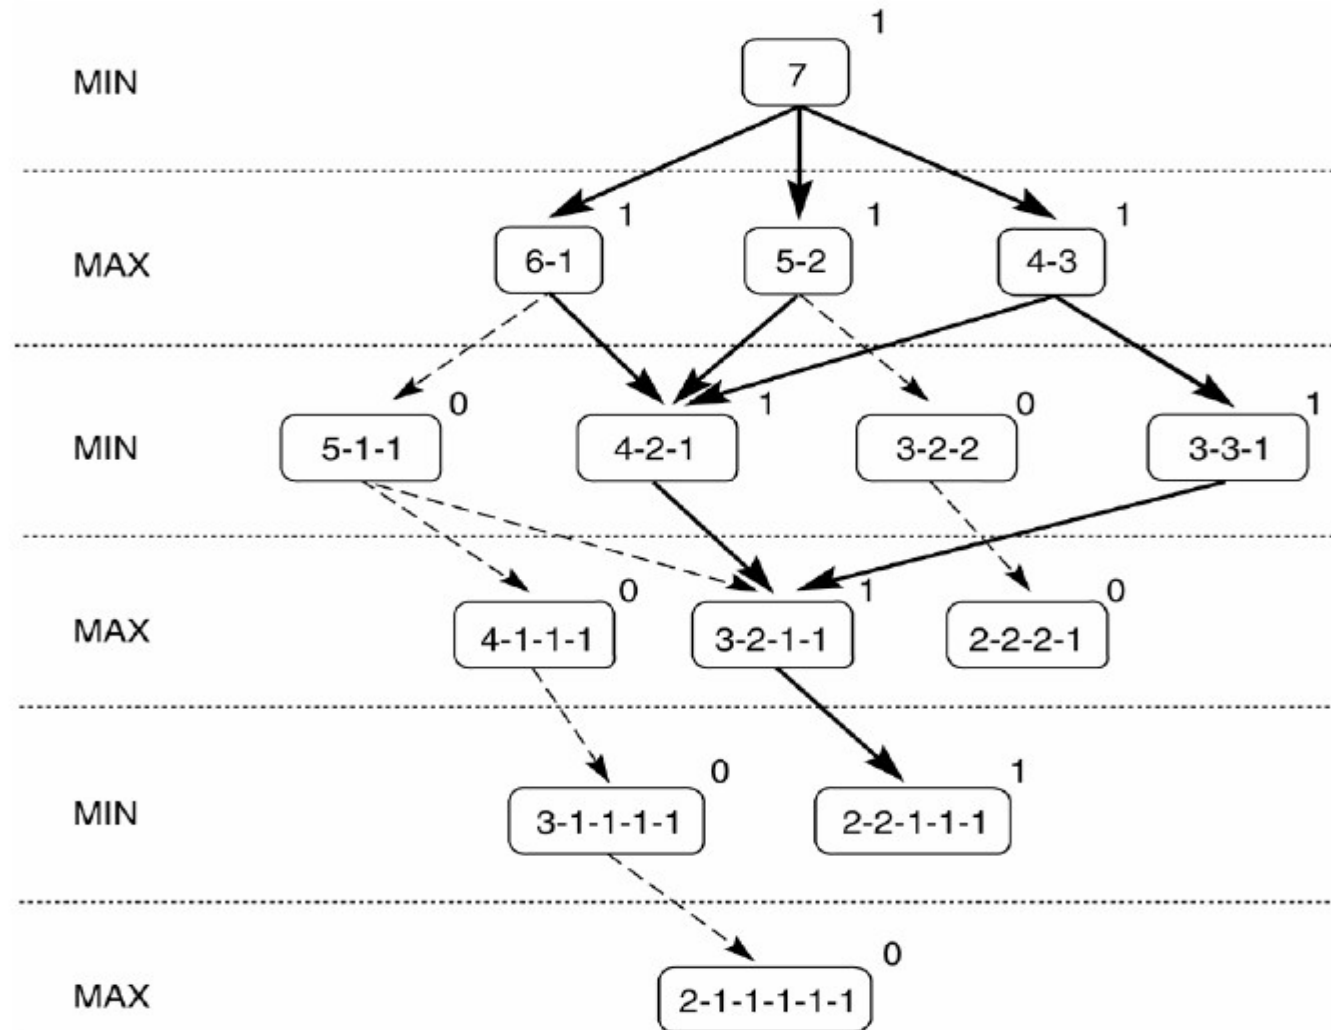 1
MIN 7
1 1 1
MAX 6-1 5-2 4-3
0 1 0 1
MIN 5-1-1 4-2-1 3-2-2 3-3-1
0 1 0
MAX 4-1-1-1 3-2-1-1 2-2-2-1
0 1
MIN 3-1-1-1-1 2-2-1-1-1
0
MAX 2-1-1-1-1-1